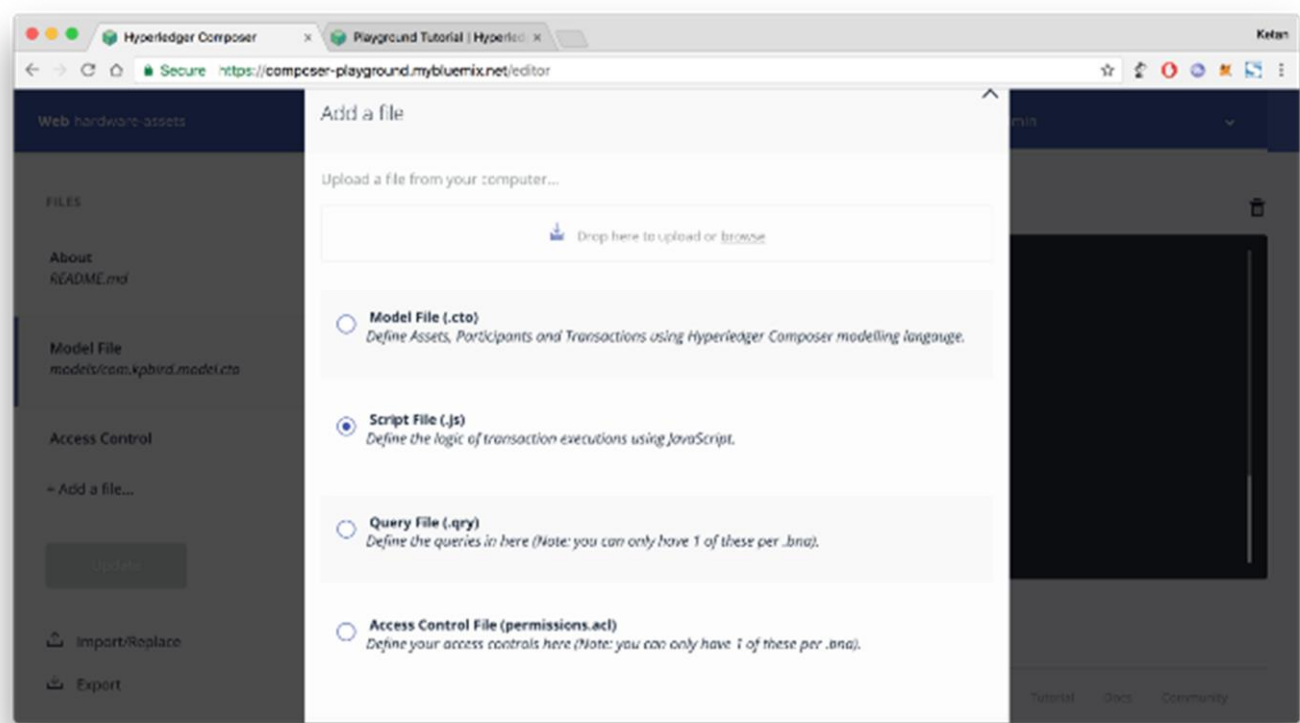 Hyperledger Composer
Playground Tutorial | Hyperled
Ketan
Secure https://composer-playground.mybluemix.net/editor
Web hardware-assets
Add a file
min
Upload a file from your computer...
FILES
Drop here to upload or browse
About
README.md
Model File (.cto)
Define Assets, Participants and Transactions using Hyperledger Composer modelling langauge.
Model File
models/com.kpbird.model.cto
Script File (.js)
Define the logic of transaction executions using JavaScript.
Access Control
+ Add a file...
Query File (.qry)
Define the queries in here (Note: you can only have 1 of these per .bna).
Update
Access Control File (permissions.acl)
Define your access controls here (Note: you can only have 1 of these per .bna).
Import/Replace
Export
Tutorial Docs Community